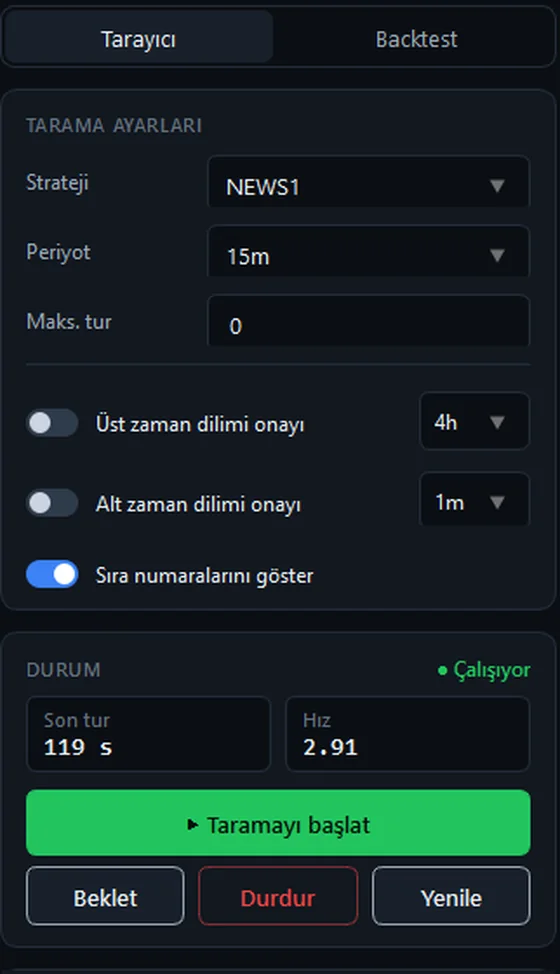 Tarayıcı Backtest
TARAMA AYARLARI
Strateji NEWS1 ▼
Periyot 15m ▼
Maks. tur 0
Üst zaman dilimi onayı 4h ▼
Alt zaman dilimi onayı 1m ▼
Sıra numaralarını göster
DURUM ● Çalışıyor
Son tur Hız
119 s 2.91
▶ Taramayı başlat
Beklet Durdur Yenile